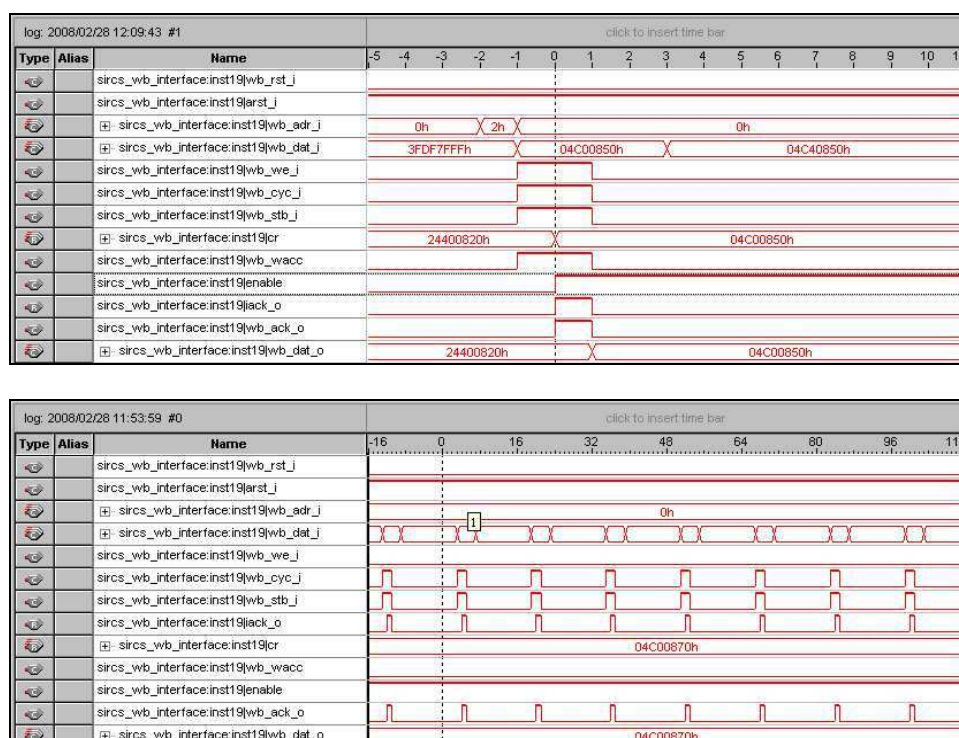 log: 2008/02/28 12:09:43 #1 click to insert time bar
Type Alias Name -5 -4 -3 -2 -1 0 1 2 3 4 5 6 7 8 9 10 1
sircs_wb_interface:inst19|wb_rst_i
sircs_wb_interface:inst19|arst_i
sircs_wb_interface:inst19|wb_adr_i 0h 2h 0h
sircs_wb_interface:inst19|wb_dat_i 3FDF7FFFh 04C00850h 04C40850h
sircs_wb_interface:inst19|wb_we_i
sircs_wb_interface:inst19|wb_cyc_i
sircs_wb_interface:inst19|wb_stb_i
sircs_wb_interface:inst19|cr 24400820h 04C00850h
sircs_wb_interface:inst19|wb_wacc
sircs_wb_interface:inst19|enable
sircs_wb_interface:inst19|iack_o
sircs_wb_interface:inst19|wb_ack_o
sircs_wb_interface:inst19|wb_dat_o 24400820h 04C00850h
log: 2008/02/28 11:53:59 #0 click to insert time bar
Type Alias Name -16 0 16 32 48 64 80 96 11
sircs_wb_interface:inst19|wb_rst_i
sircs_wb_interface:inst19|arst_i
sircs_wb_interface:inst19|wb_adr_i 0h
sircs_wb_interface:inst19|wb_dat_i 1
sircs_wb_interface:inst19|wb_we_i
sircs_wb_interface:inst19|wb_cyc_i
sircs_wb_interface:inst19|wb_stb_i
sircs_wb_interface:inst19|iack_o
sircs_wb_interface:inst19|cr 04C00870h
sircs_wb_interface:inst19|wb_wacc
sircs_wb_interface:inst19|enable
sircs_wb_interface:inst19|wb_ack_o
sircs_wb_interface:inst19|wb_dat_o 04C00870h